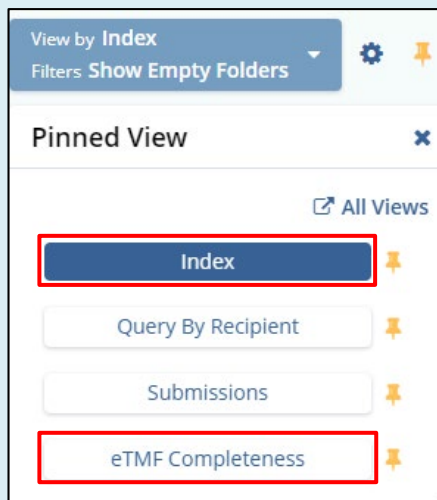 View by Index
Filters Show Empty Folders
Pinned View
All Views
Index
Query By Recipient
Submissions
eTMF Completeness